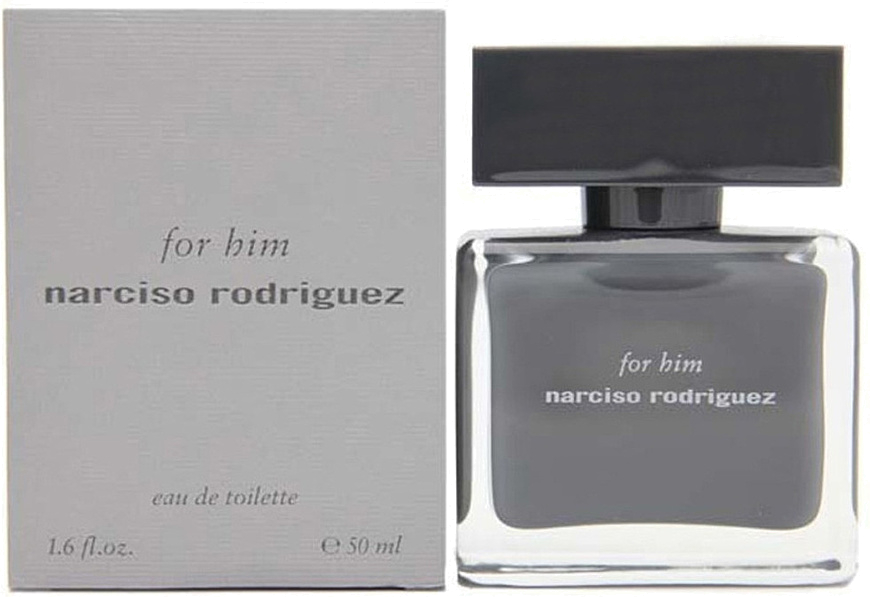 for him
narciso rodriguez
eau de toilette
1.6 fl.oz.
℮ 50 ml
for him
narciso rodriguez